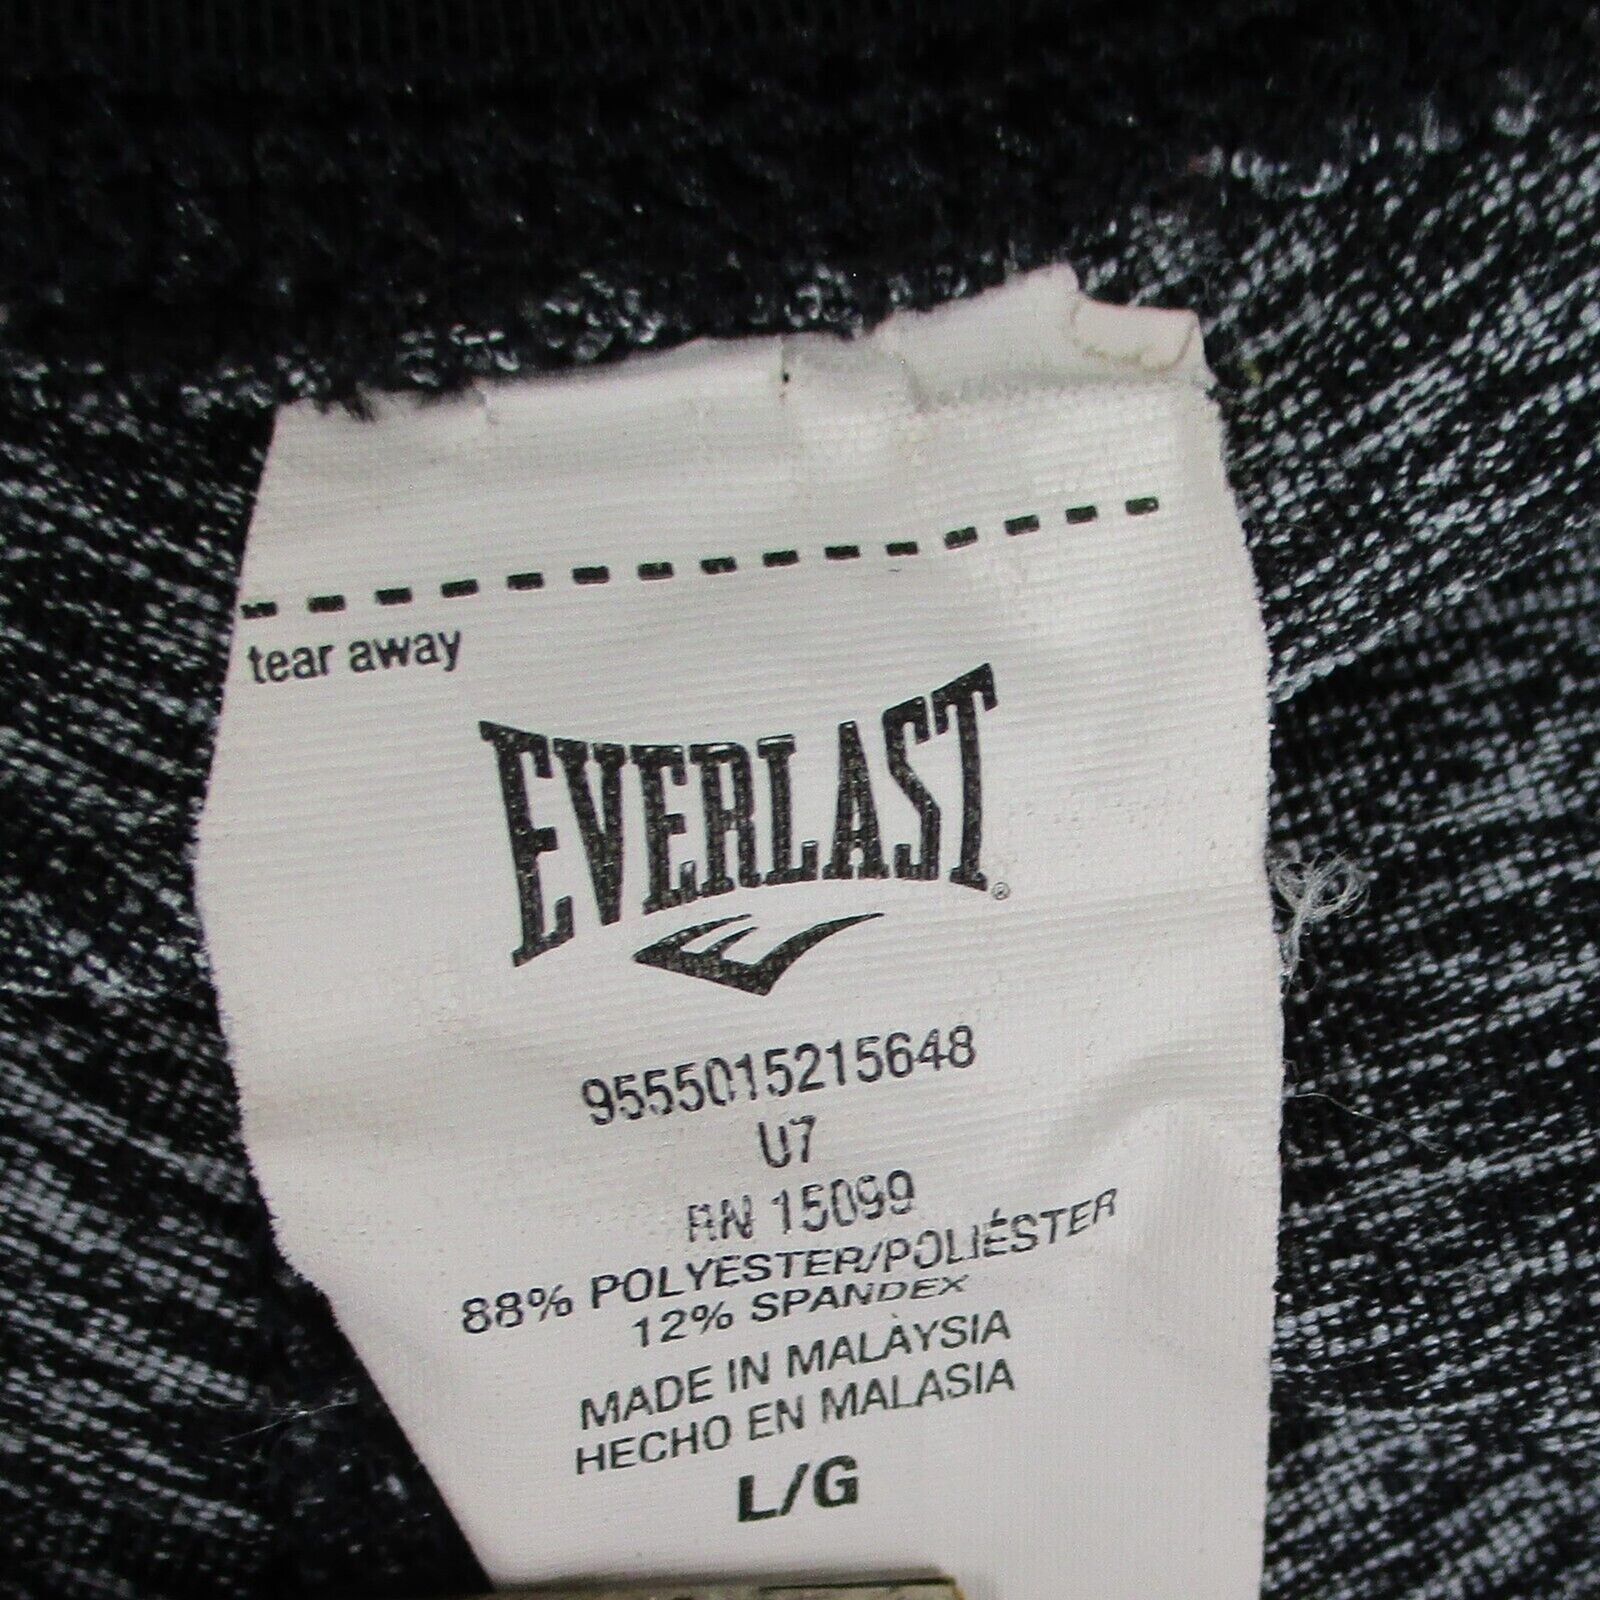 tear away
EVERLAST®
9555015215648
U7
RN 15099
88% POLYESTER/POLIÉSTER
12% SPANDEX
MADE IN MALAYSIA
HECHO EN MALASIA
L/G